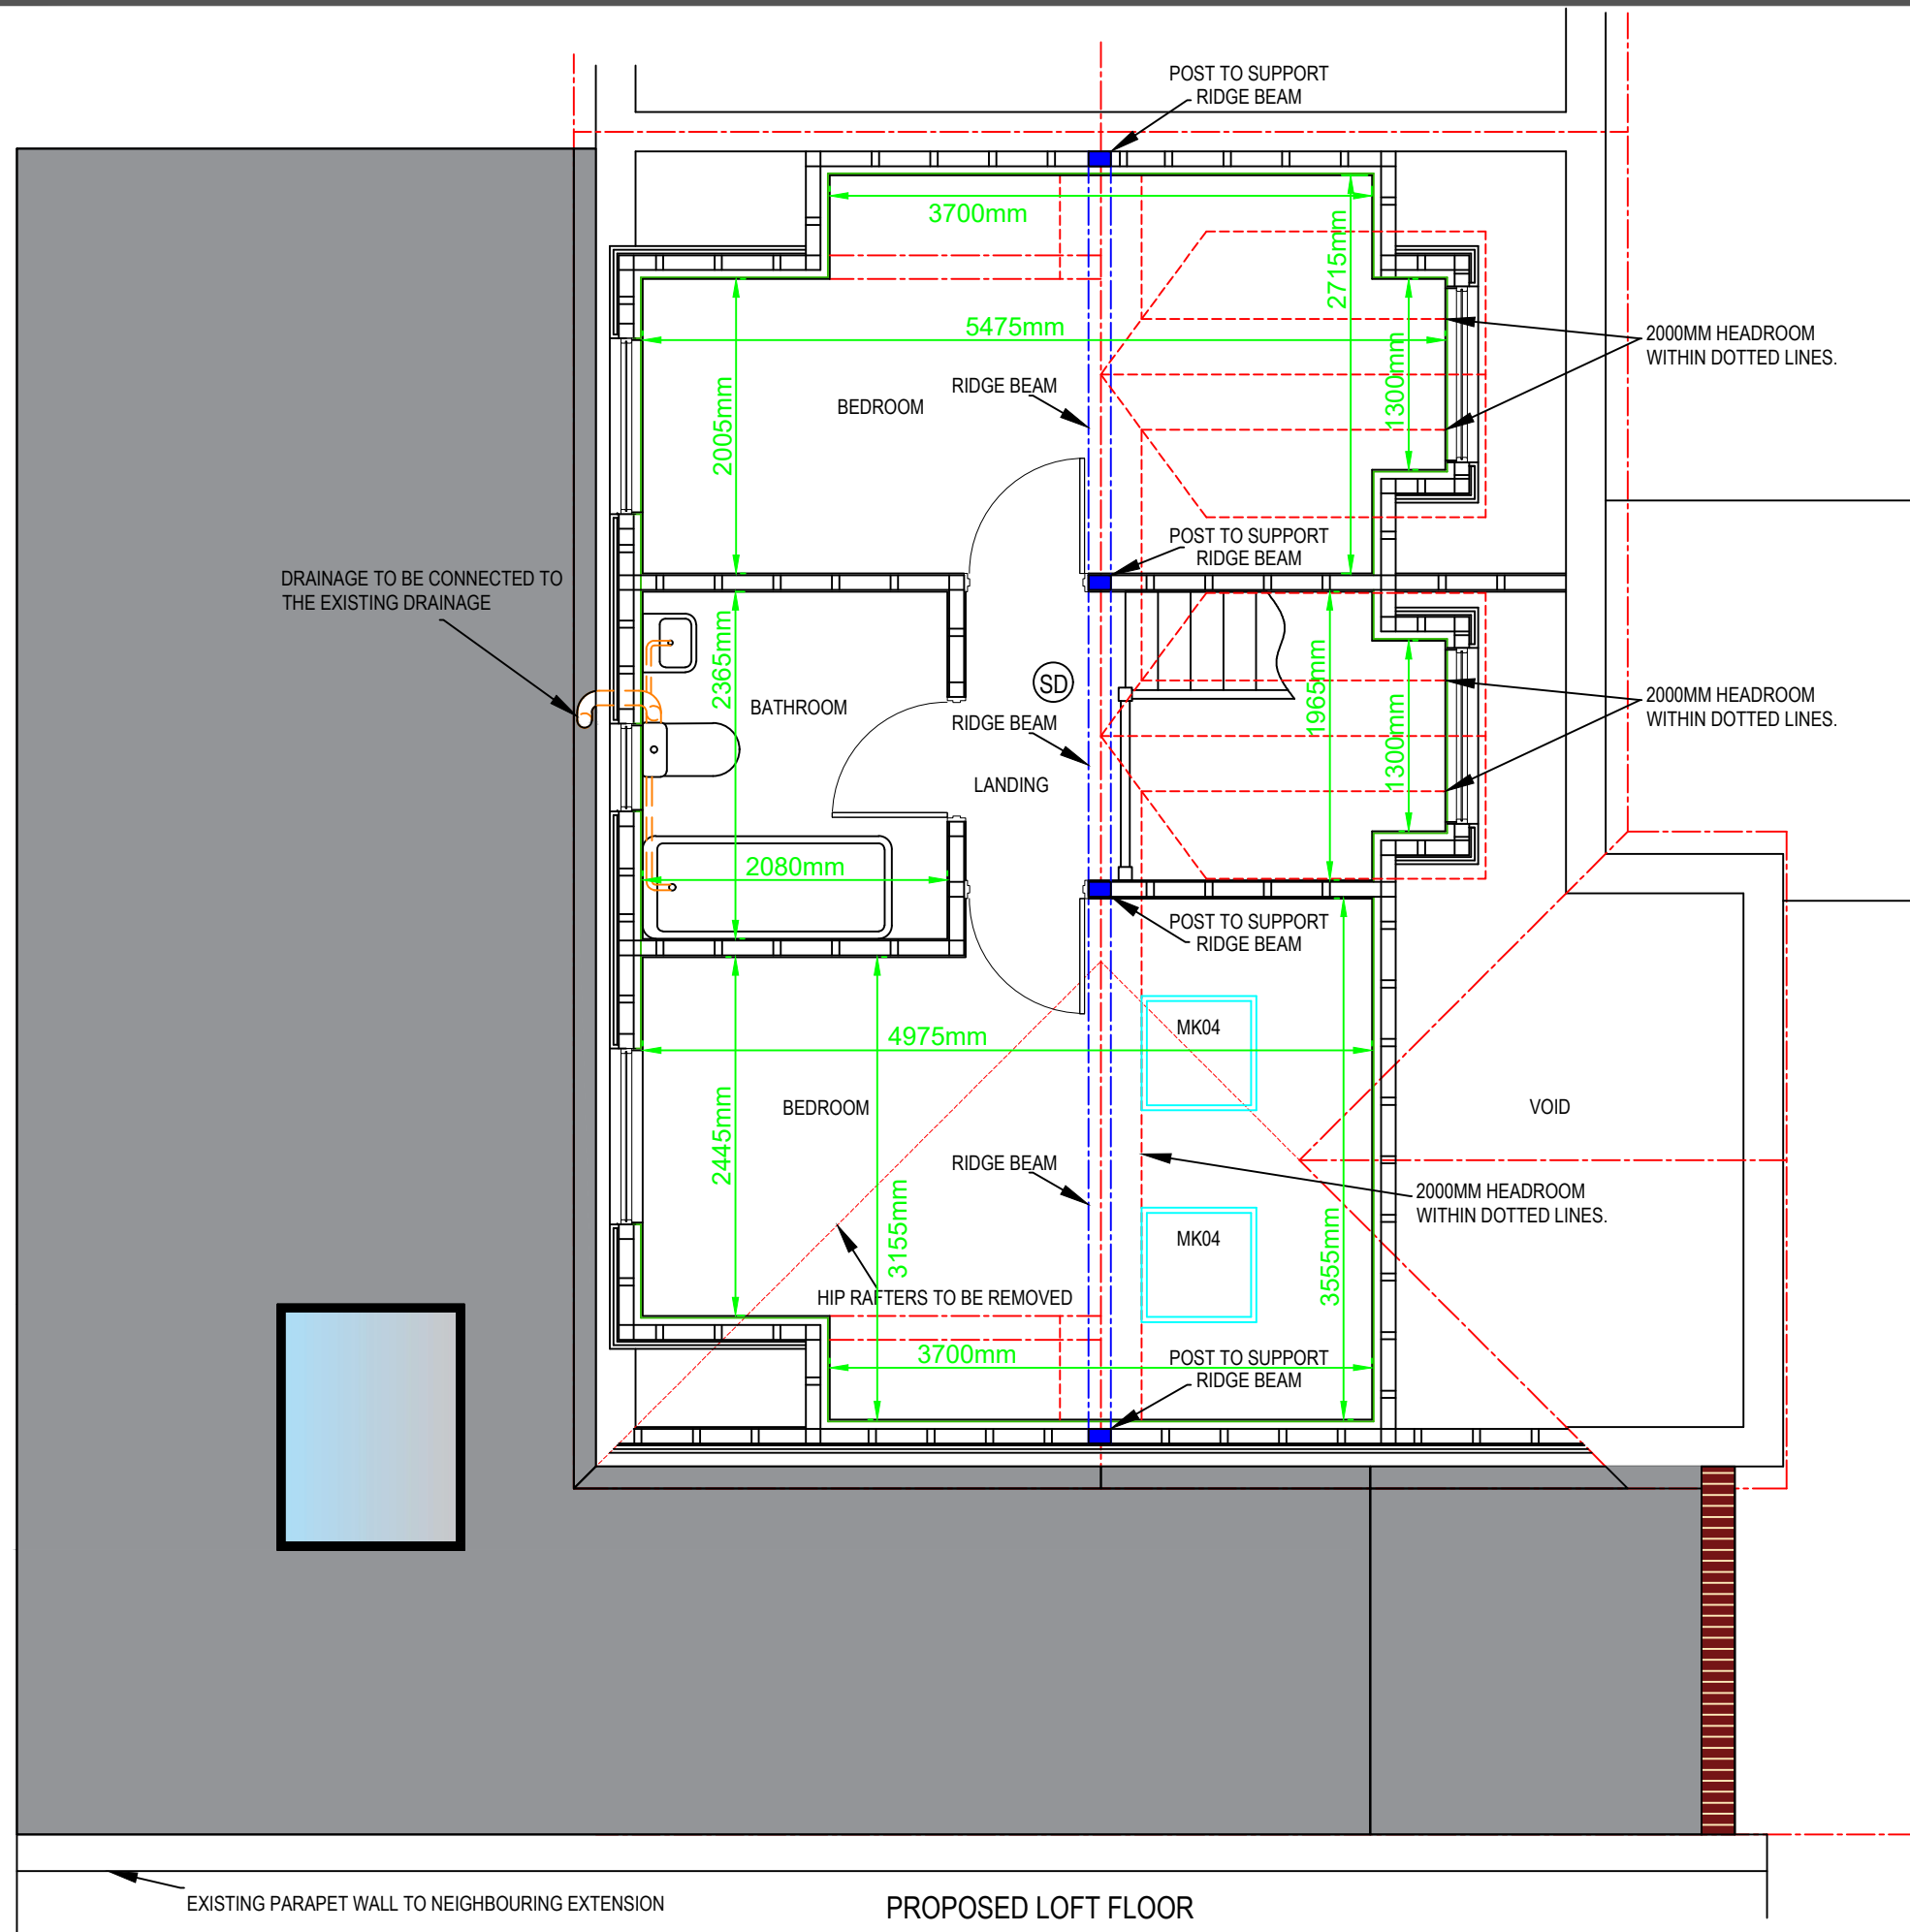 POST TO SUPPORT
RIDGE BEAM
3700mm
2715mm
5475mm
2000MM HEADROOM
WITHIN DOTTED LINES.
RIDGE BEAM
1300mm
BEDROOM
2005mm
POST TO SUPPORT
RIDGE BEAM
DRAINAGE TO BE CONNECTED TO
THE EXISTING DRAINAGE
2365mm
1965mm
SD
2000MM HEADROOM
WITHIN DOTTED LINES.
BATHROOM
RIDGE BEAM
1300mm
LANDING
2080mm
POST TO SUPPORT
RIDGE BEAM
MK04
4975mm
BEDROOM
VOID
2445mm
RIDGE BEAM
2000MM HEADROOM
WITHIN DOTTED LINES.
3155mm
MK04
3555mm
HIP RAFTERS TO BE REMOVED
3700mm
POST TO SUPPORT
RIDGE BEAM
EXISTING PARAPET WALL TO NEIGHBOURING EXTENSION
PROPOSED LOFT FLOOR